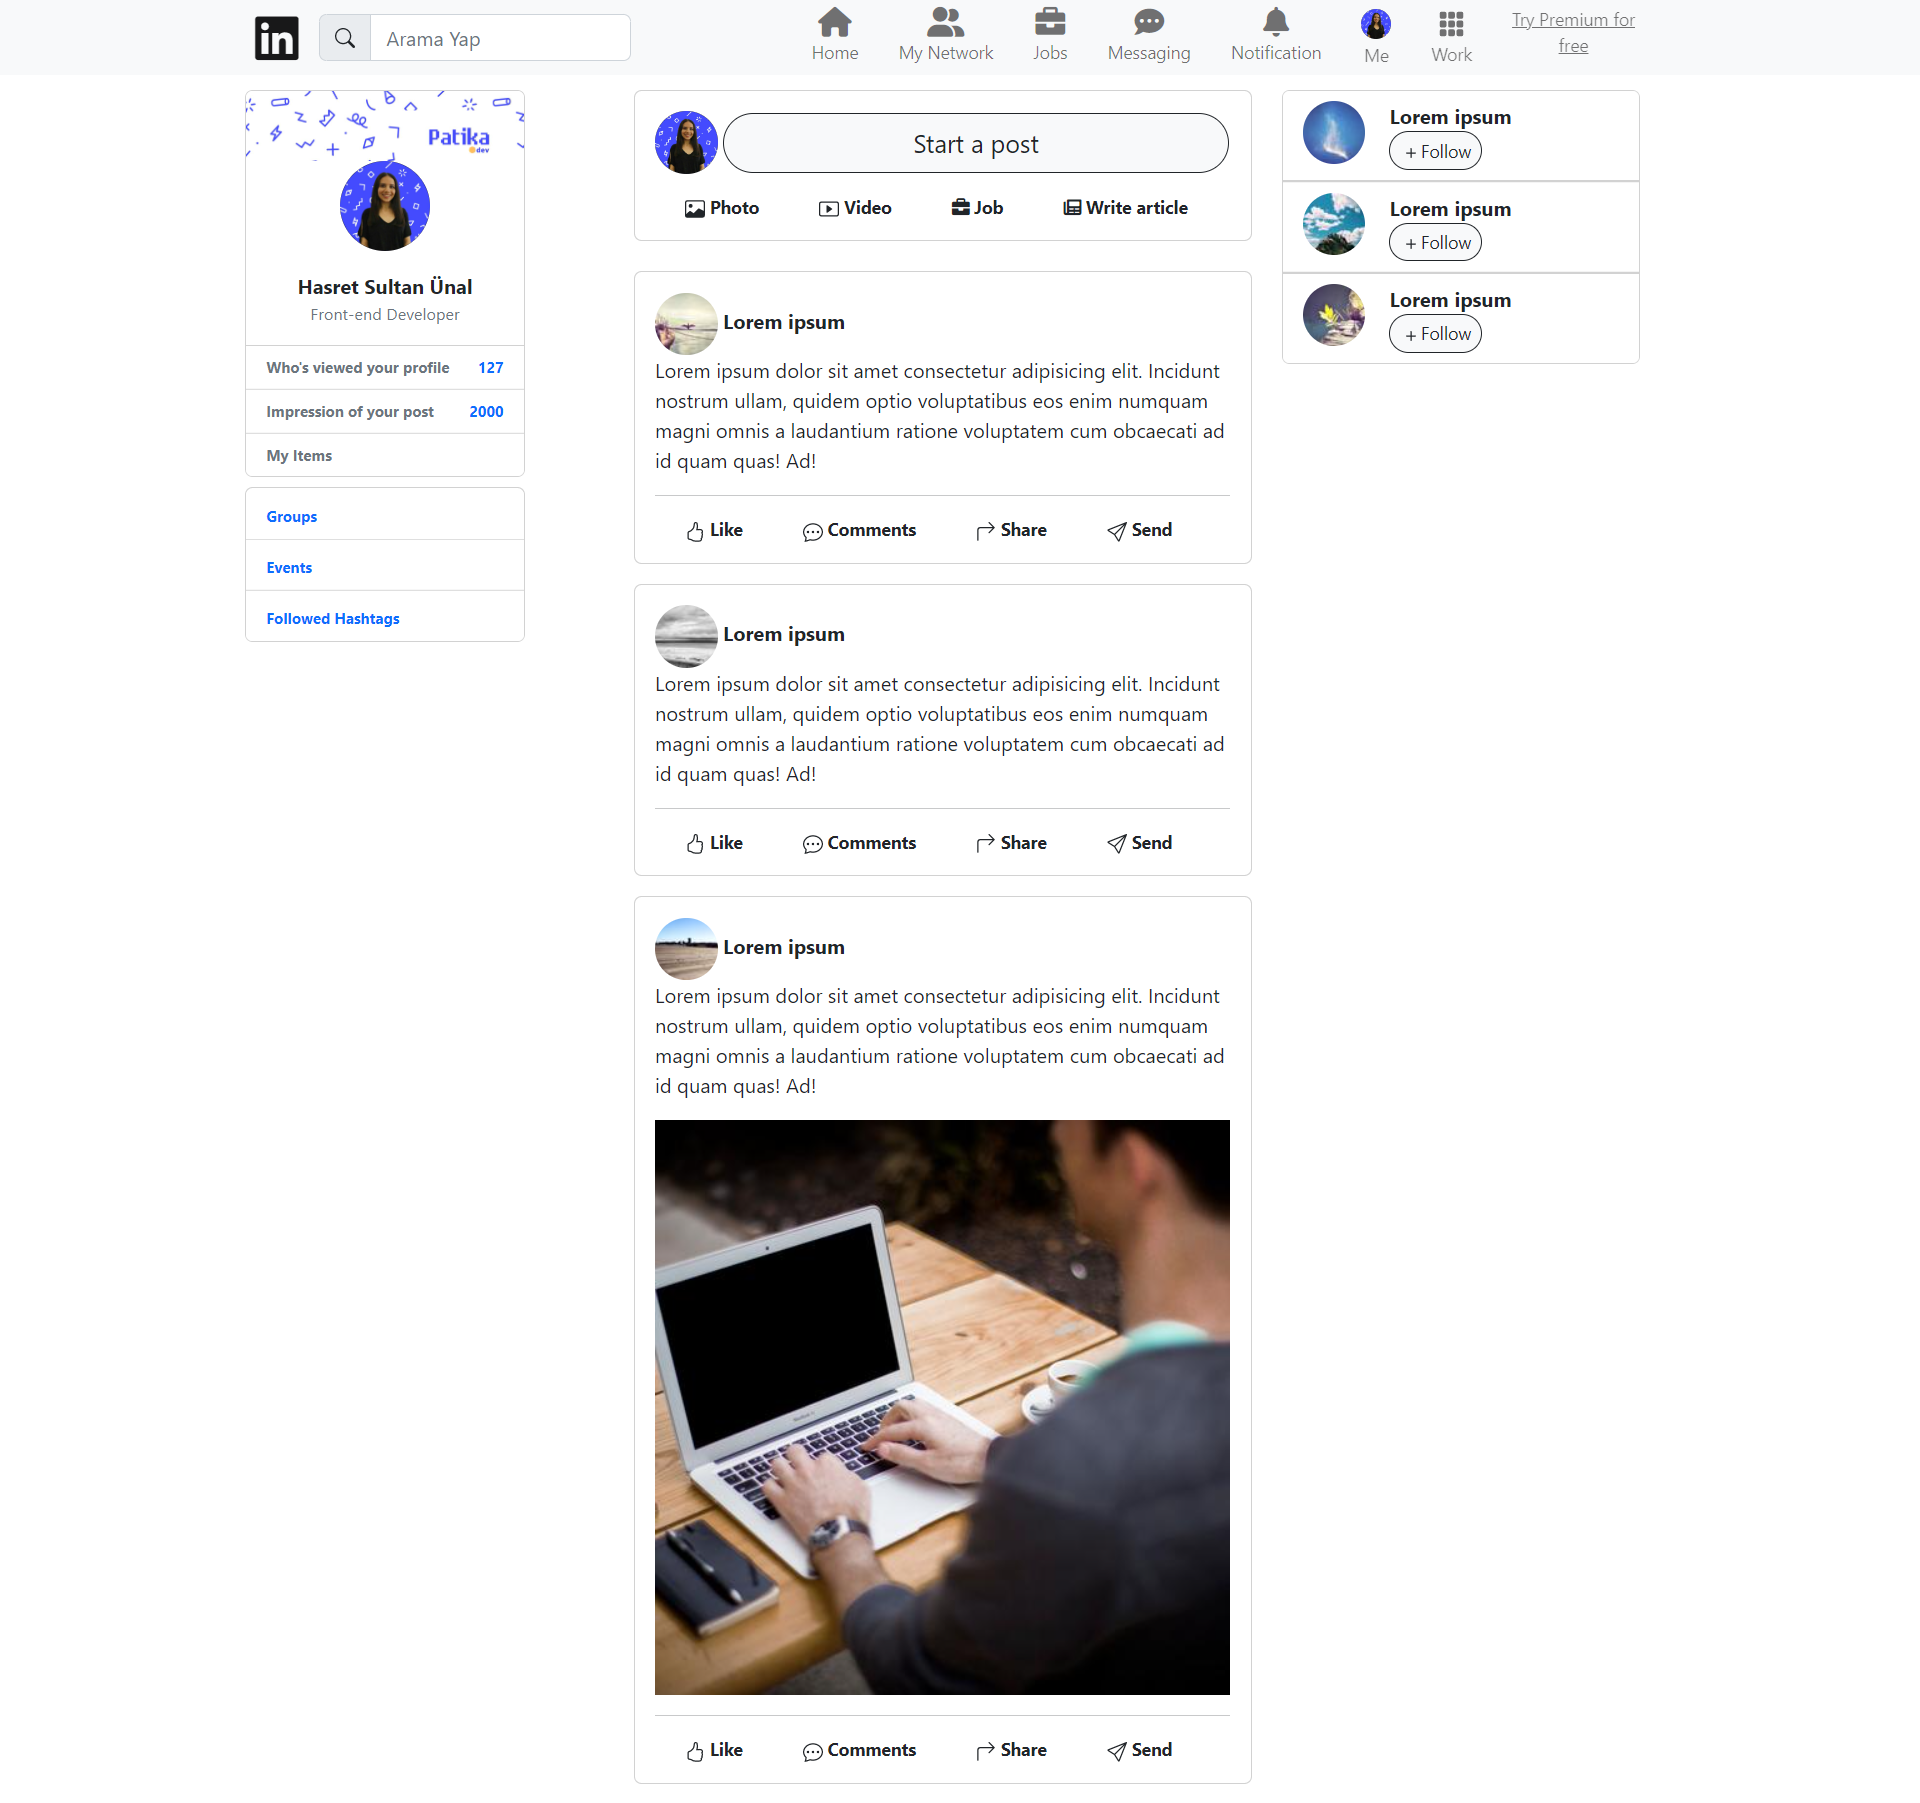 in
Arama Yap
Home
My Network
Jobs
Messaging
Notification
Me
Work
Try Premium for
free
Patika
dev
Hasret Sultan Ünal
Front-end Developer
Who's viewed your profile 127
Impression of your post 2000
My Items
Groups
Events
Followed Hashtags
Start a post
Photo
Video
Job
Write article
Lorem ipsum
Lorem ipsum dolor sit amet consectetur adipisicing elit. Incidunt
nostrum ullam, quidem optio voluptatibus eos enim numquam
magni omnis a laudantium ratione voluptatem cum obcaecati ad
id quam quas! Ad!
Like
Comments
Share
Send
Lorem ipsum
Lorem ipsum dolor sit amet consectetur adipisicing elit. Incidunt
nostrum ullam, quidem optio voluptatibus eos enim numquam
magni omnis a laudantium ratione voluptatem cum obcaecati ad
id quam quas! Ad!
Like
Comments
Share
Send
Lorem ipsum
Lorem ipsum dolor sit amet consectetur adipisicing elit. Incidunt
nostrum ullam, quidem optio voluptatibus eos enim numquam
magni omnis a laudantium ratione voluptatem cum obcaecati ad
id quam quas! Ad!
Like
Comments
Share
Send
Lorem ipsum
+ Follow
Lorem ipsum
+ Follow
Lorem ipsum
+ Follow